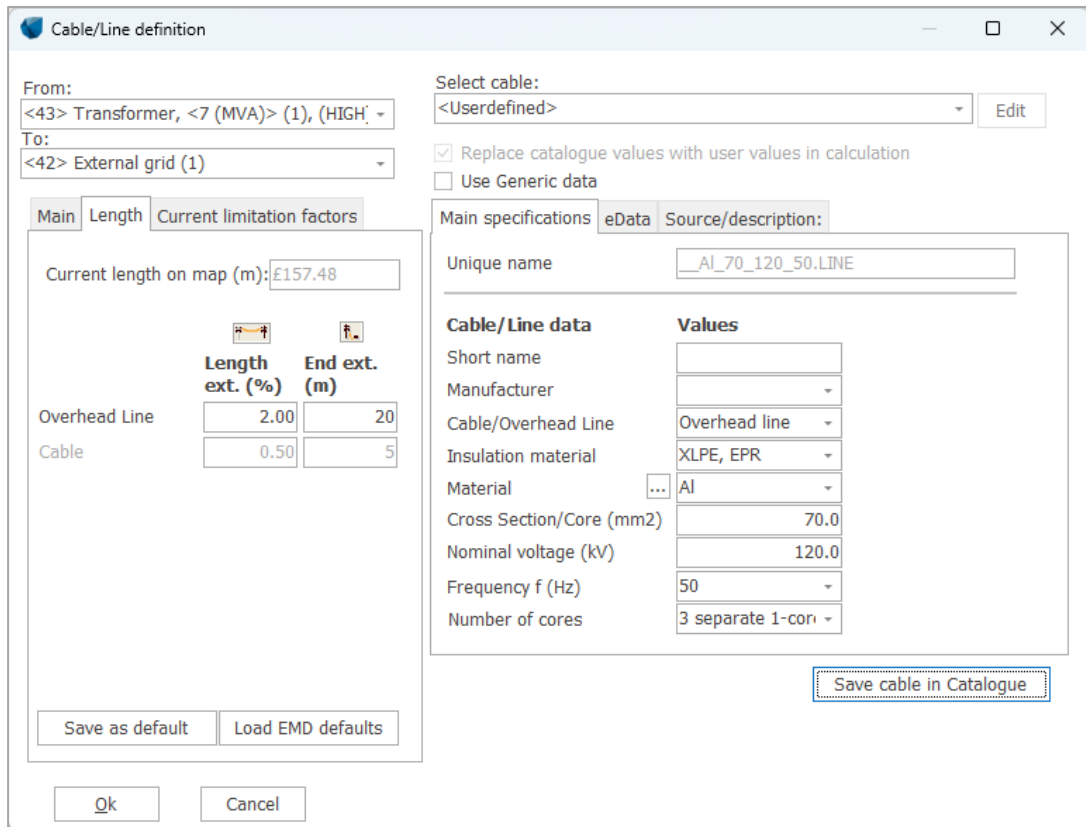 Cable/Line definition
From:
<43> Transformer, <7 (MVA)> (1), (HIGH)
To:
<42> External grid (1)
Main Length Current limitation factors
Current length on map (m): £157.48
Length ext. (%) End ext. (m)
Overhead Line 2.00 20
Cable 0.50 5
Save as default Load EMD defaults
Ok Cancel
Select cable:
<Userdefined> Edit
Replace catalogue values with user values in calculation
Use Generic data
Main specifications eData Source/description:
Unique name __Al_70_120_50.LINE
Cable/Line data Values
Short name
Manufacturer
Cable/Overhead Line Overhead line
Insulation material XLPE, EPR
Material ... Al
Cross Section/Core (mm2) 70.0
Nominal voltage (kV) 120.0
Frequency f (Hz) 50
Number of cores 3 separate 1-cor
Save cable in Catalogue